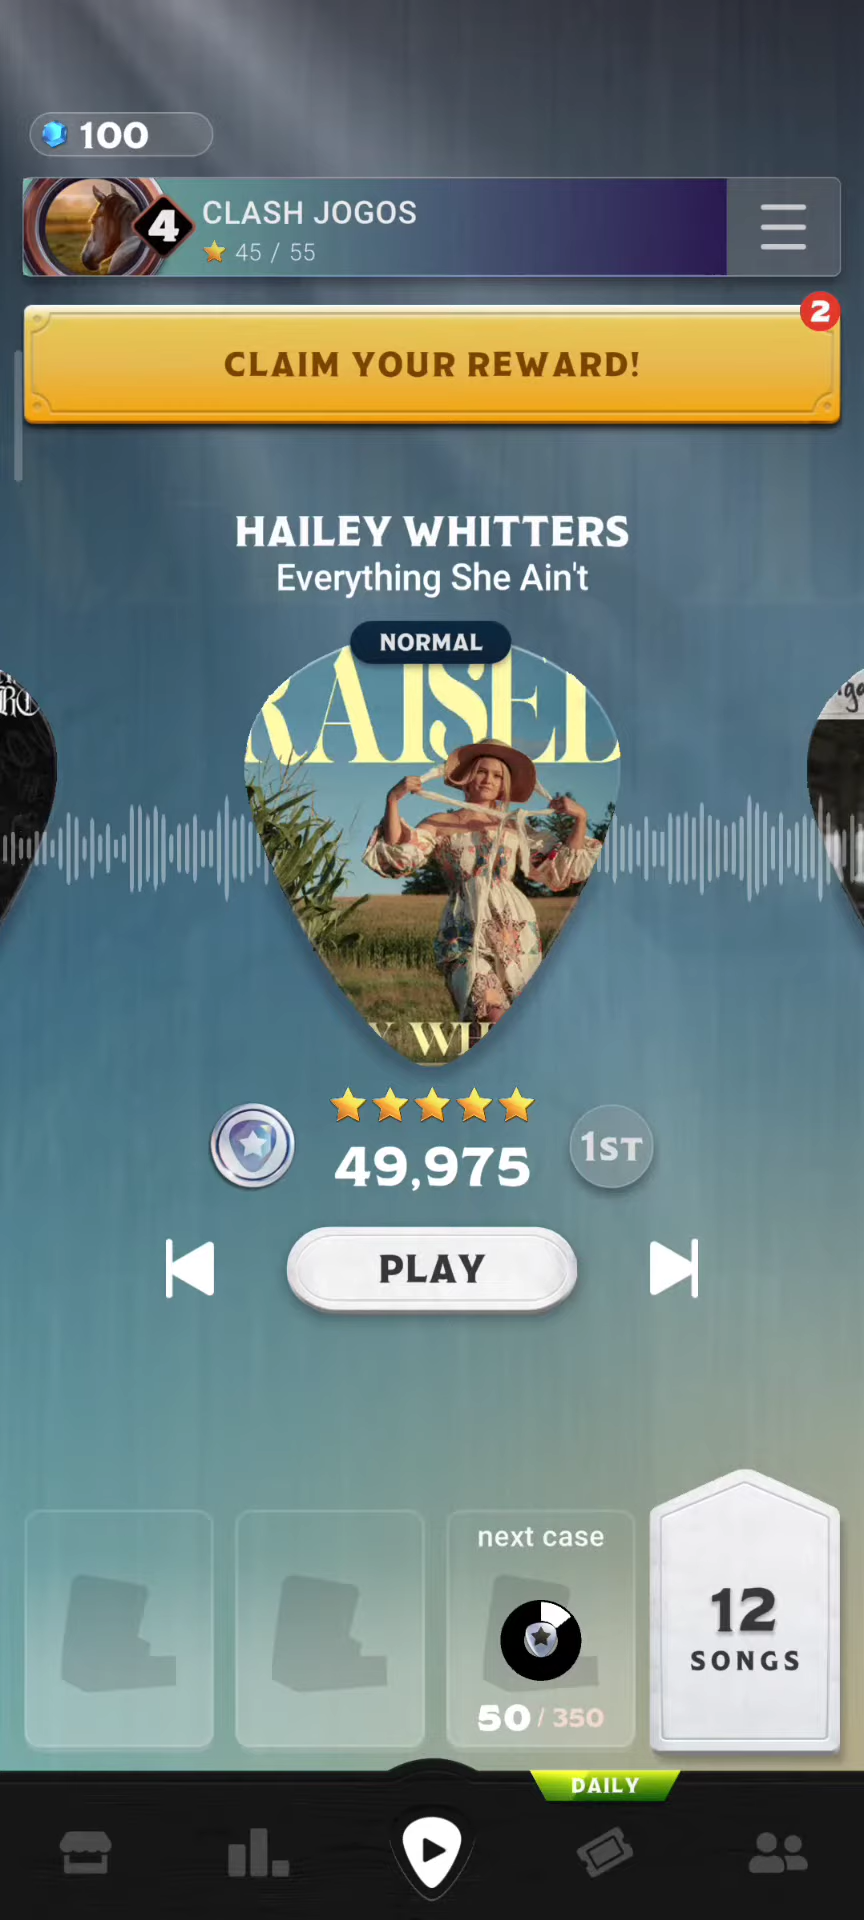 100
4
CLASH JOGOS
45 / 55
2
CLAIM YOUR REWARD!
HAILEY WHITTERS
Everything She Ain't
NORMAL
RAISED
Y WH
49,975
1ST
PLAY
next case
50 / 350
12
SONGS
DAILY